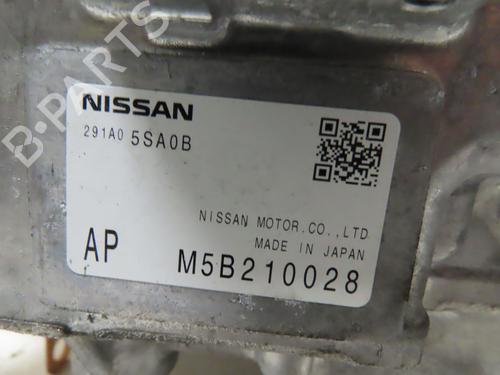 B-PARTS
NISSAN
291A0 5SA0B
NISSAN MOTOR.CO.,LTD
MADE IN JAPAN
AP M5B210028